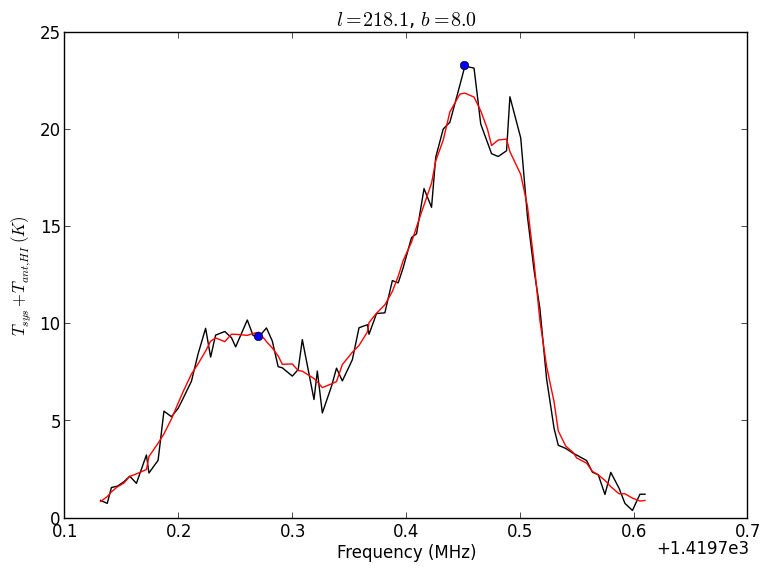 l = 218.1, b = 8.0
25
20
15
10
5
0
T_sys + T_ant,HI (K)
0.1 0.2 0.3 0.4 0.5 0.6 0.7
Frequency (MHz)
+1.4197e3